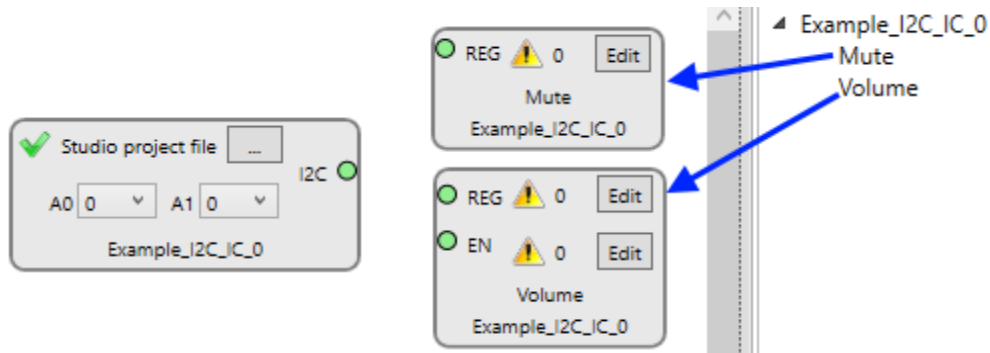 Studio project file ...
I2C
A0 0 A1 0
Example_I2C_IC_0
REG 0 Edit
Mute
Example_I2C_IC_0
REG 0 Edit
EN 0 Edit
Volume
Example_I2C_IC_0
Example_I2C_IC_0
Mute
Volume